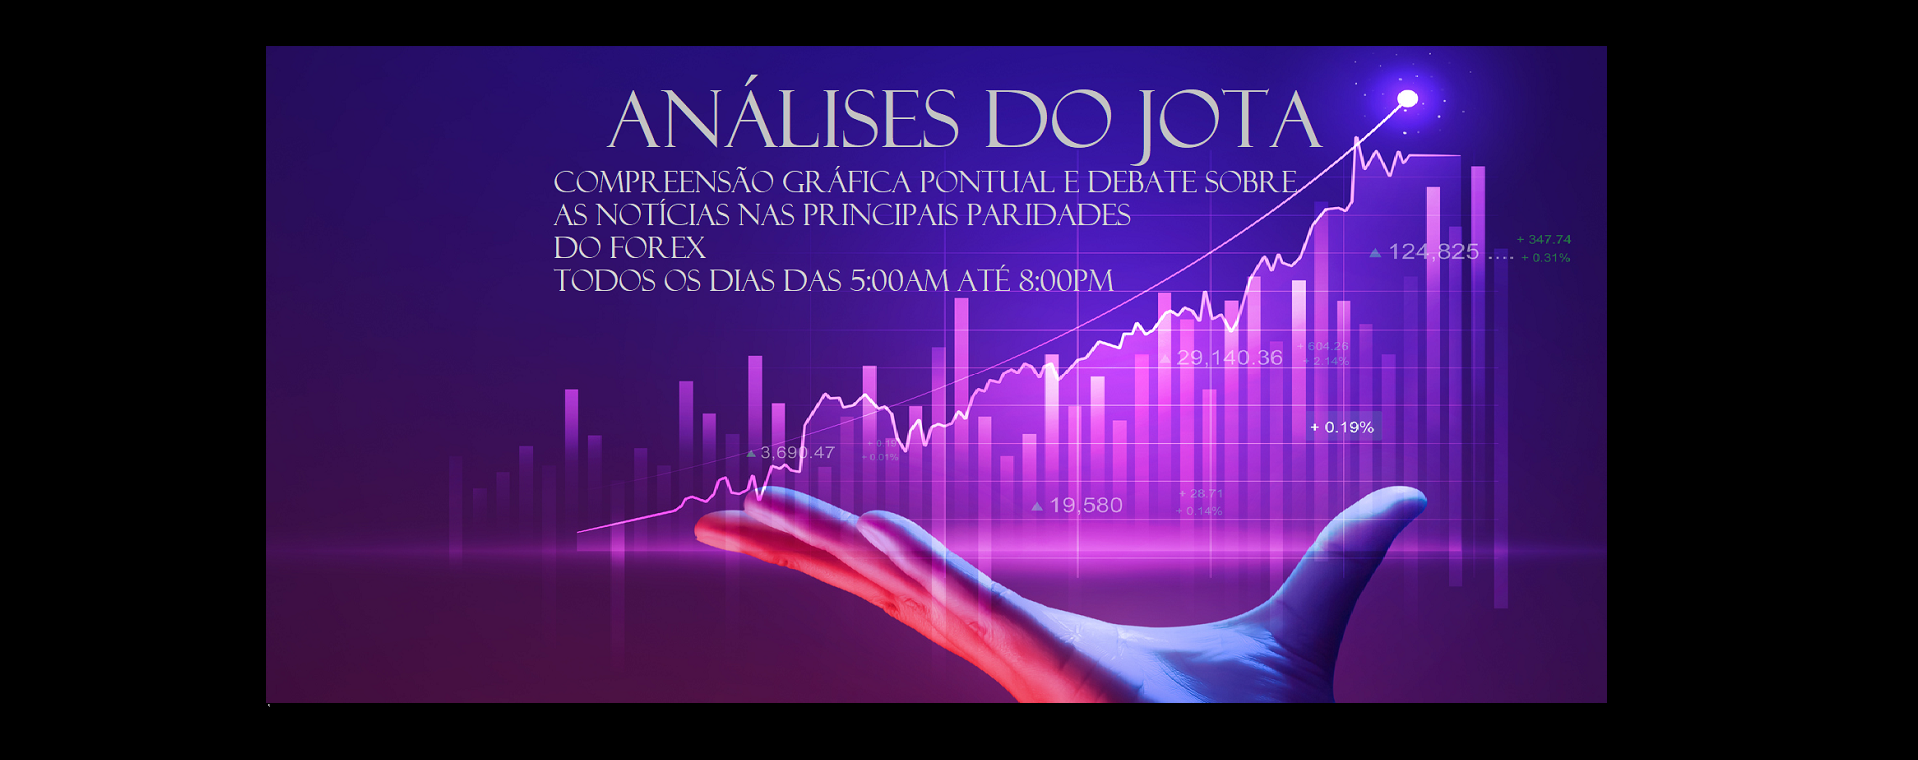 ANÁLISES DO JOTA
COMPREENSÃO GRÁFICA PONTUAL E DEBATE SOBRE
AS NOTÍCIAS NAS PRINCIPAIS PARIDADES
DO FOREX
TODOS OS DIAS DAS 5:00AM ATÉ 8:00PM
+ 347.74
▲ 124,825 ....
+ 0.31%
+ 604.26
▲ 29,140.36
+ 2.14%
+ 0.19%
+ 0.19
▲ 3,690.47
+ 0.01%
+ 28.71
▲ 19,580
+ 0.14%